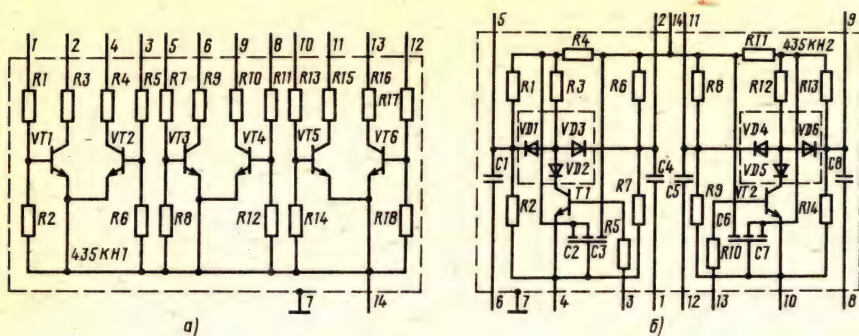 1 2 4 3 5 6 9 8 10 11 13 12
R1 R3 R4 R5 R7 R9 R10 R11 R13 R15 R16 R17
VT1 VT2 VT3 VT4 VT5 VT6
R2 R6 R8 R12 R14 R18
435КН1
7 14
а)
5 2 14 11 9
R4 R11 435КН2
R1 R3 R6 R8 R12 R13
VD1 VD3 VD4 VD6
C1 VD2 C4 C5 VD5 C8
T1 R7 R9 VT2
R2 R5 C6 R14
C2 C3 R10 C7
6 7 4 3 1 12 13 10 8
б)